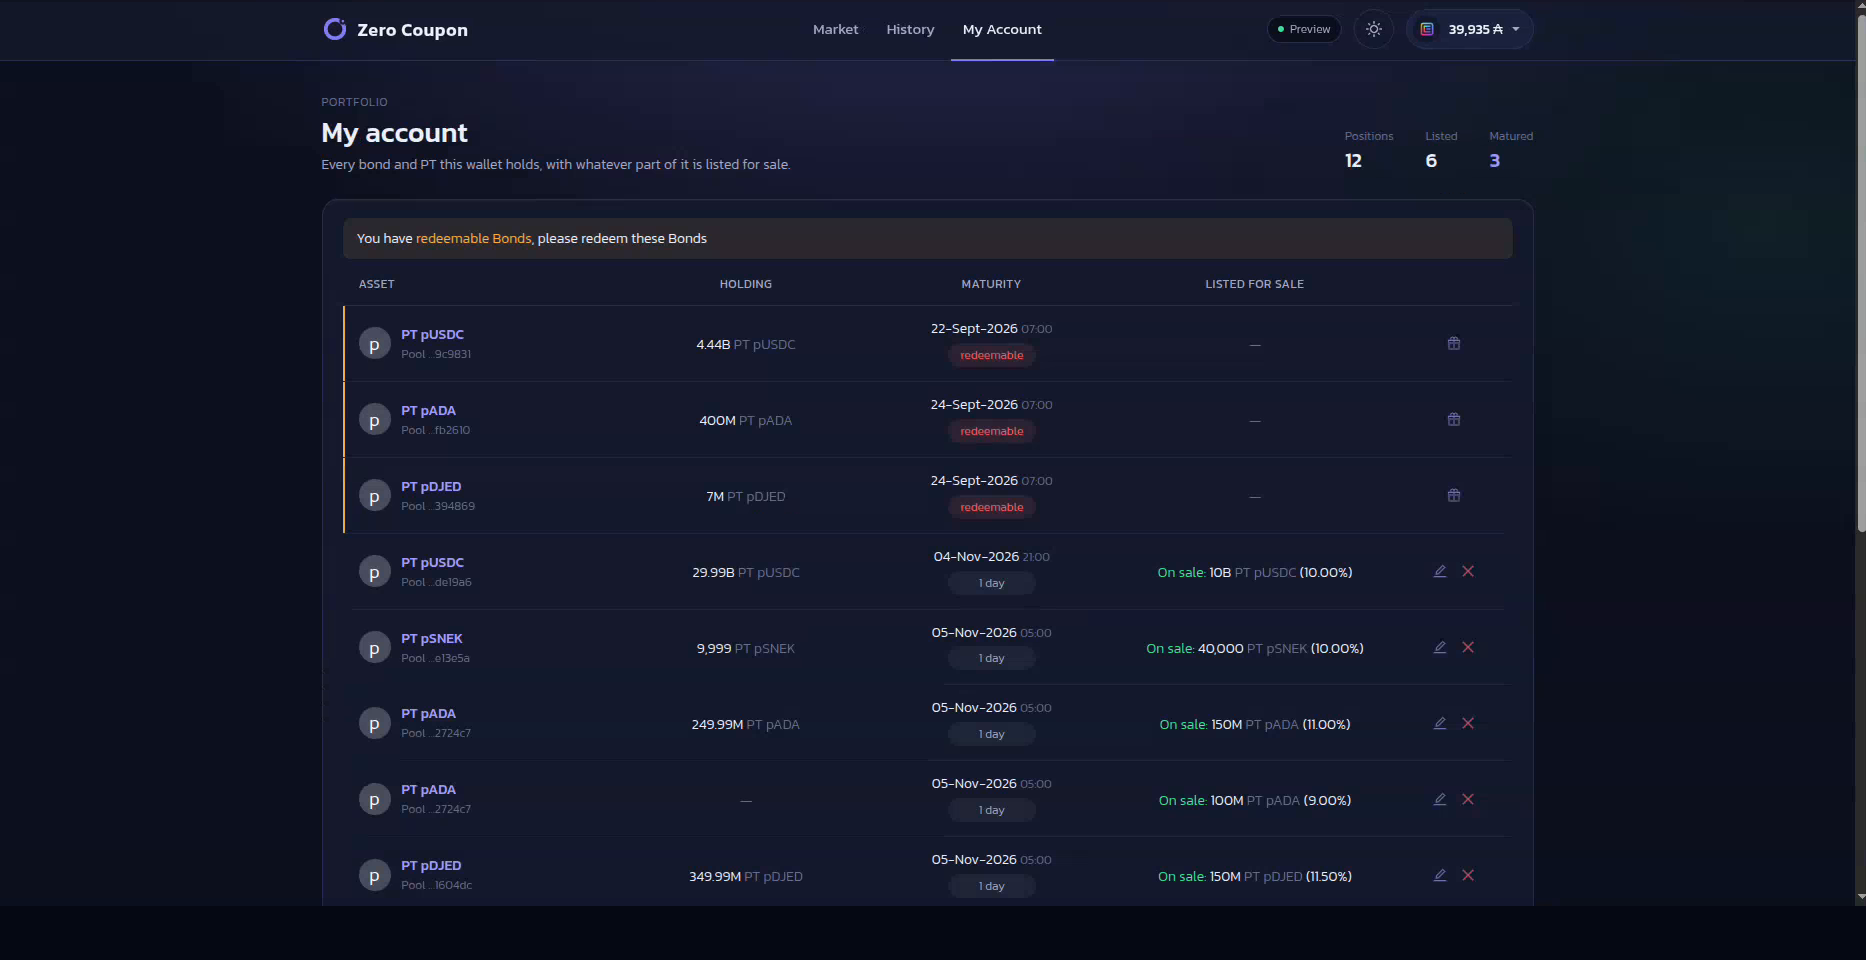 Zero Coupon
Market
History
My Account
Preview
39,935 ₳
PORTFOLIO
My account
Every bond and PT this wallet holds, with whatever part of it is listed for sale.
Positions
12
Listed
6
Matured
3
You have redeemable Bonds, please redeem these Bonds
ASSET
HOLDING
MATURITY
LISTED FOR SALE
p
PT pUSDC
Pool ...9c9831
4.44B PT pUSDC
22-Sept-2026 07:00
redeemable
—
p
PT pADA
Pool ...fb2610
400M PT pADA
24-Sept-2026 07:00
redeemable
—
p
PT pDJED
Pool ...394869
7M PT pDJED
24-Sept-2026 07:00
redeemable
—
p
PT pUSDC
Pool ...de19a6
29.99B PT pUSDC
04-Nov-2026 21:00
1 day
On sale: 10B PT pUSDC (10.00%)
p
PT pSNEK
Pool ...e13e5a
9,999 PT pSNEK
05-Nov-2026 05:00
1 day
On sale: 40,000 PT pSNEK (10.00%)
p
PT pADA
Pool ...2724c7
249.99M PT pADA
05-Nov-2026 05:00
1 day
On sale: 150M PT pADA (11.00%)
p
PT pADA
Pool ...2724c7
—
05-Nov-2026 05:00
1 day
On sale: 100M PT pADA (9.00%)
p
PT pDJED
Pool ...1604dc
349.99M PT pDJED
05-Nov-2026 05:00
1 day
On sale: 150M PT pDJED (11.50%)